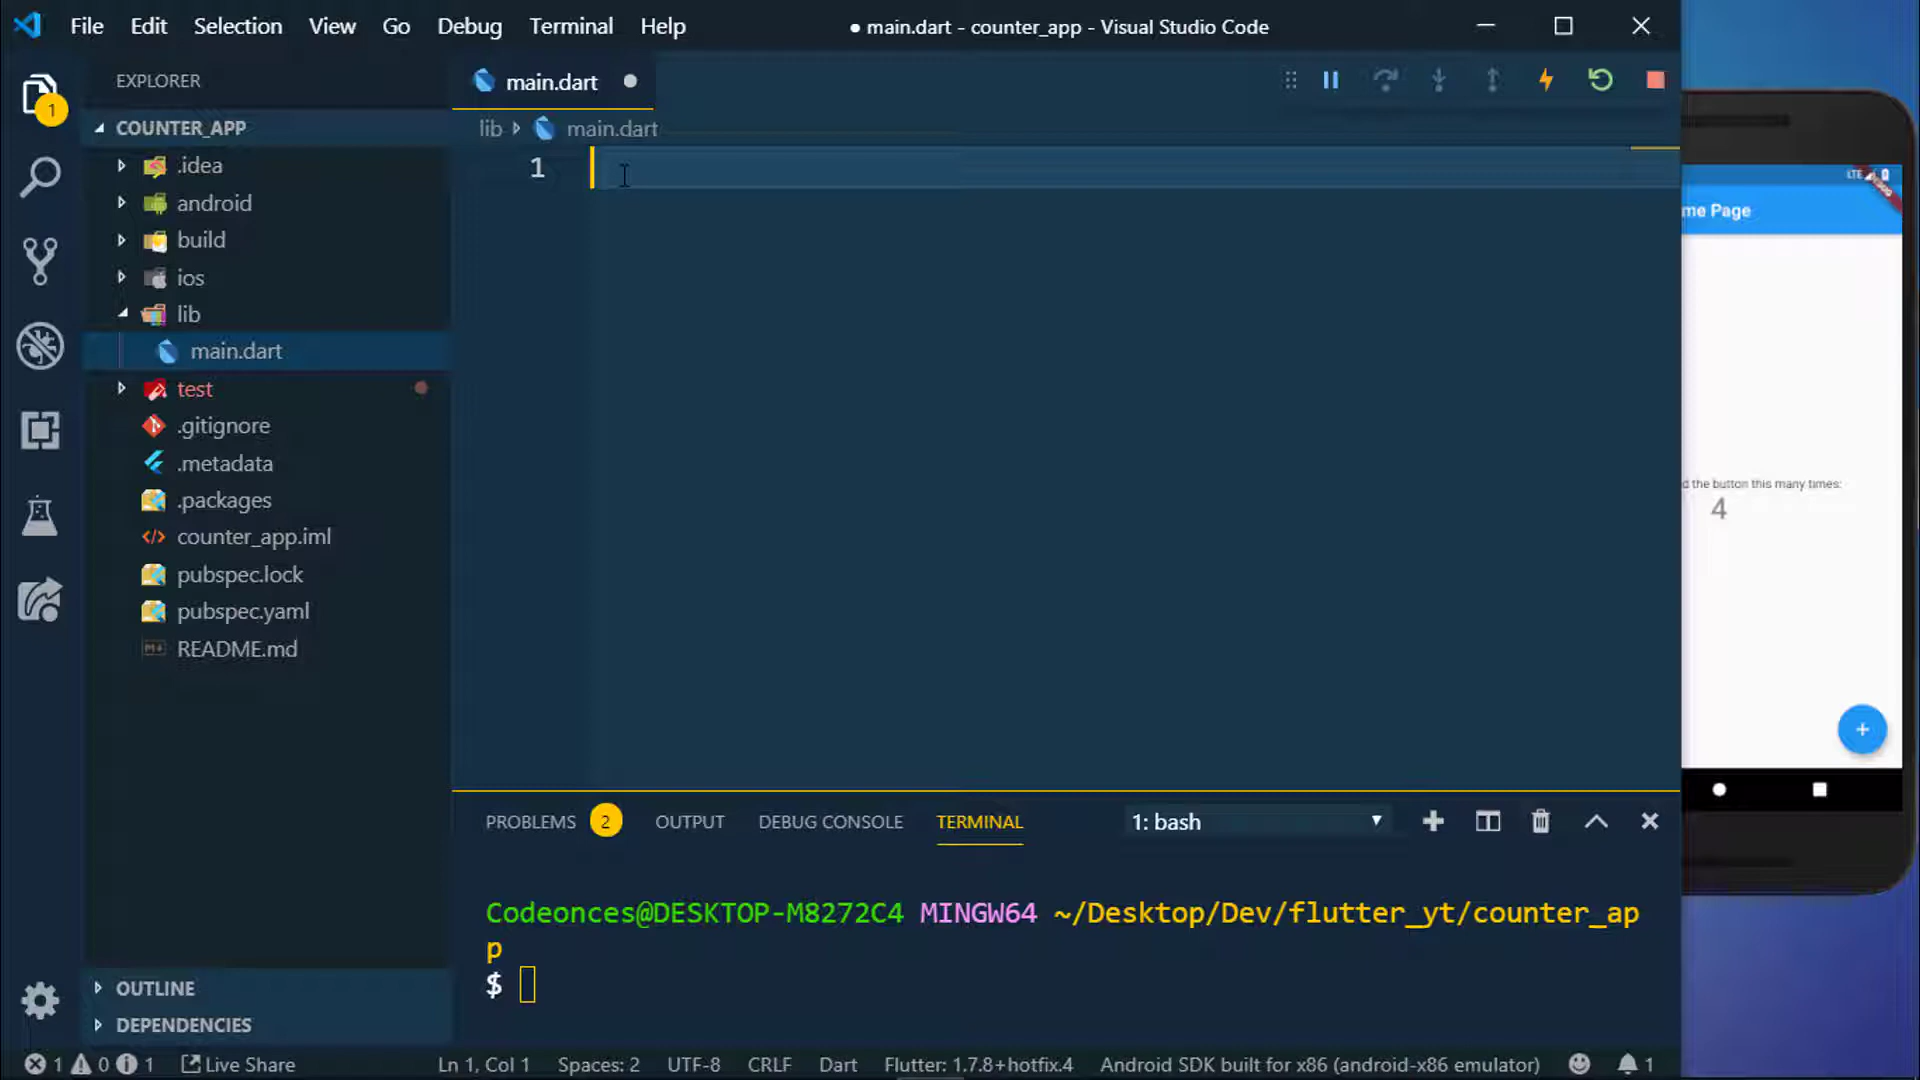 File Edit Selection View Go Debug Terminal Help
● main.dart - counter_app - Visual Studio Code
EXPLORER
1
COUNTER_APP
.idea
android
build
ios
lib
main.dart
test
.gitignore
.metadata
.packages
counter_app.iml
pubspec.lock
pubspec.yaml
README.md
OUTLINE
DEPENDENCIES
main.dart
lib main.dart
1
PROBLEMS 2 OUTPUT DEBUG CONSOLE TERMINAL 1: bash
Codeonces@DESKTOP-M8272C4 MINGW64 ~/Desktop/Dev/flutter_yt/counter_ap
p
$
1 0 1 Live Share Ln 1, Col 1 Spaces: 2 UTF-8 CRLF Dart Flutter: 1.7.8+hotfix.4 Android SDK built for x86 (android-x86 emulator) 1
LTE
DEBUG
me Page
d the button this many times:
4
+